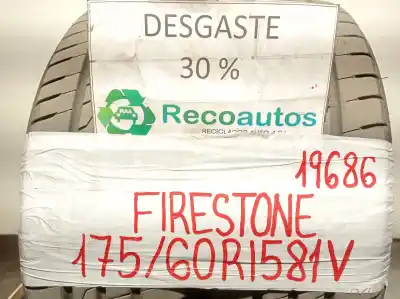 DESGASTE
30 %
Recoautos
19686
FIRESTONE
175/60R1581V